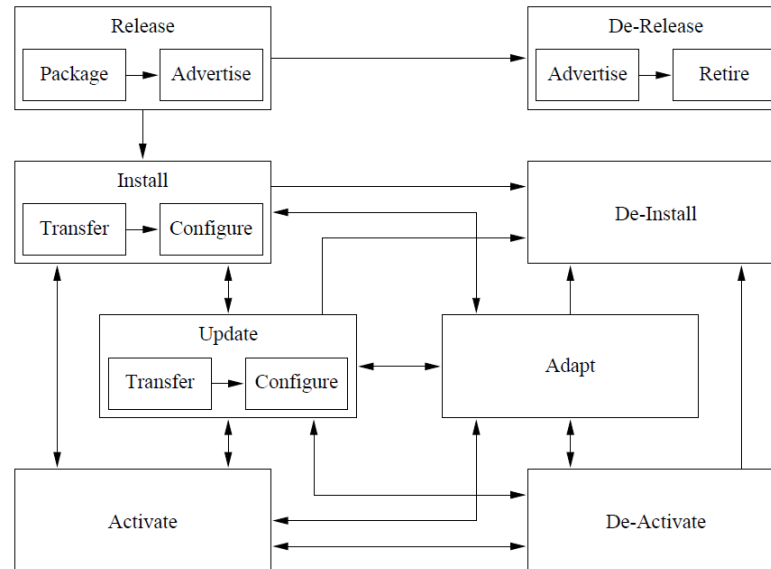 Release
Package
Advertise
De-Release
Advertise
Retire
Install
Transfer
Configure
De-Install
Update
Transfer
Configure
Adapt
Activate
De-Activate